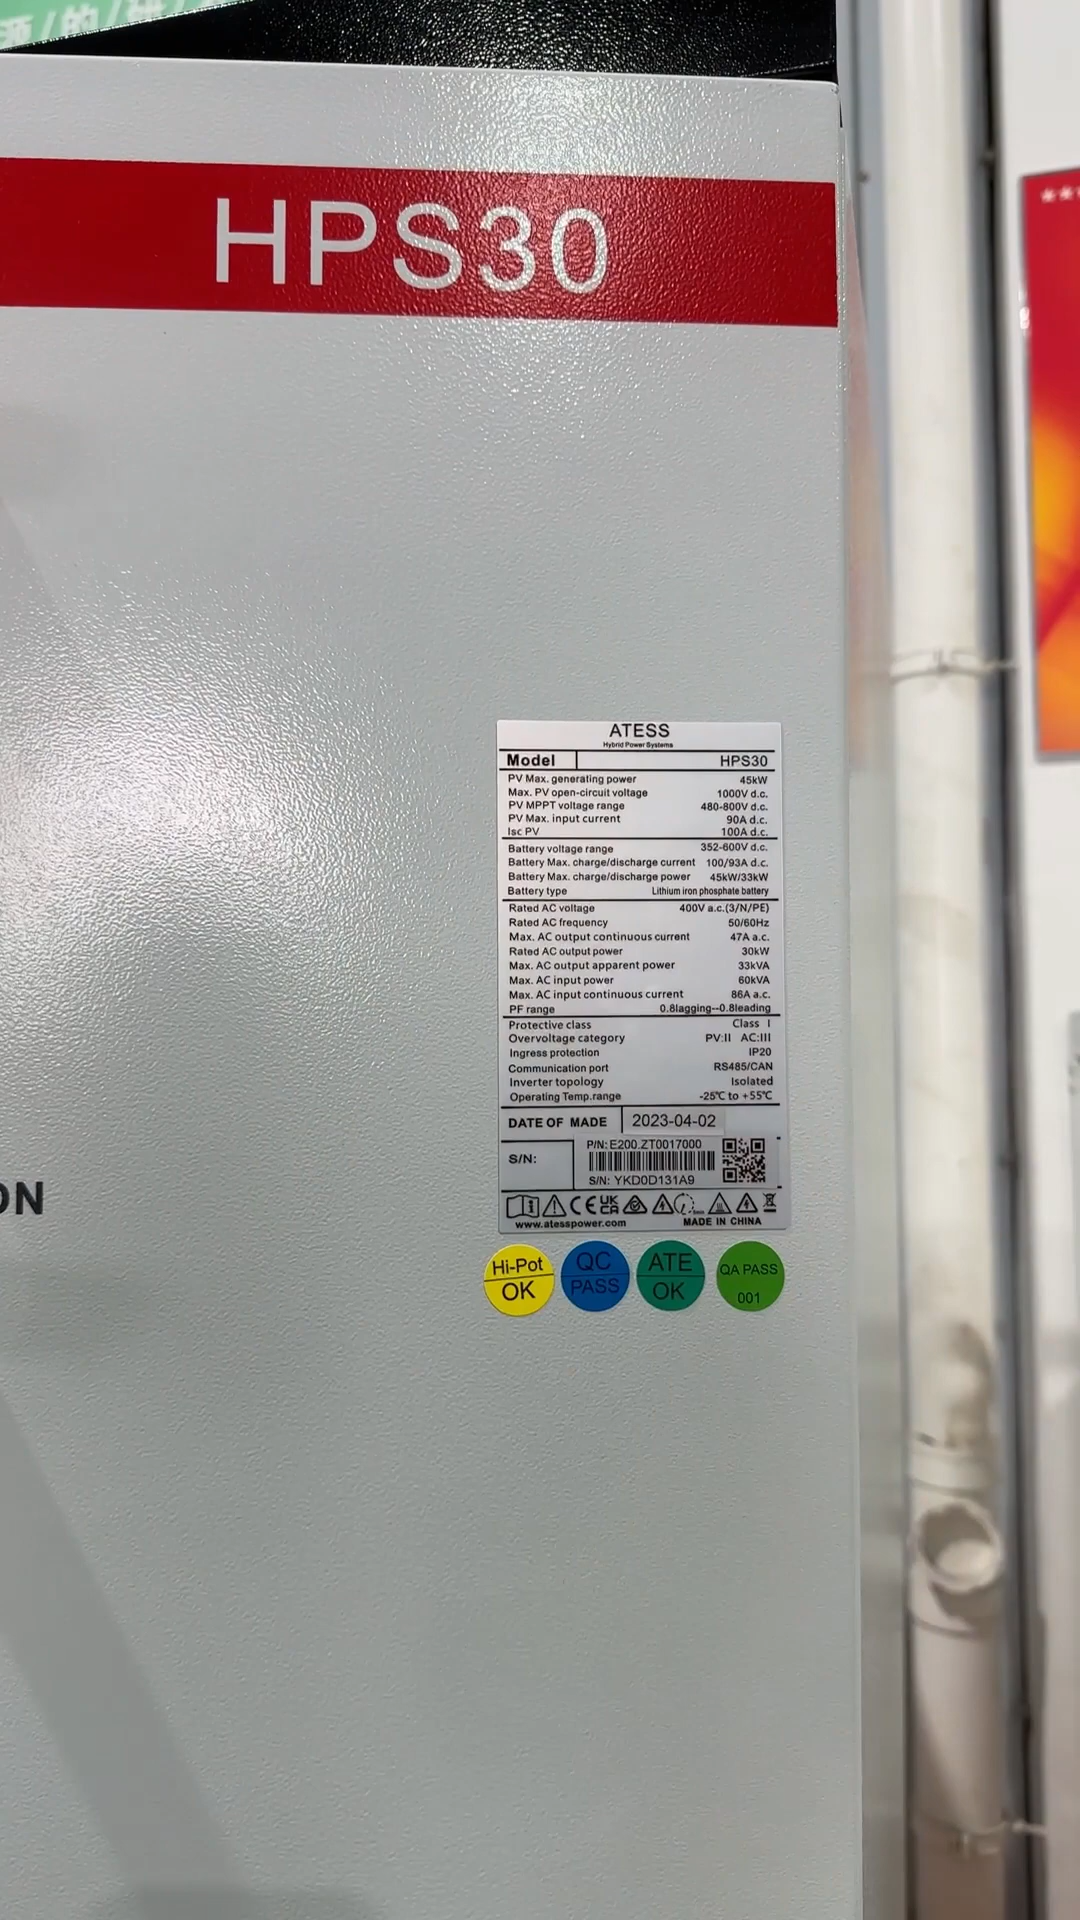 的
HPS30
ATESS
Hybrid Power Systems
Model HPS30
PV Max. generating power 45kW
Max. PV open-circuit voltage 1000V d.c.
PV MPPT voltage range 480-800V d.c.
PV Max. input current 90A d.c.
Isc PV 100A d.c.
Battery voltage range 352-600V d.c.
Battery Max. charge/discharge current 100/93A d.c.
Battery Max. charge/discharge power 45kW/33kW
Battery type Lithium iron phosphate battery
Rated AC voltage 400V a.c.(3/N/PE)
Rated AC frequency 50/60Hz
Max. AC output continuous current 47A a.c.
Rated AC output power 30kW
Max. AC output apparent power 33kVA
Max. AC input power 60kVA
Max. AC input continuous current 86A a.c.
PF range 0.8lagging--0.8leading
Protective class Class I
Overvoltage category PV:II AC:III
Ingress protection IP20
Communication port RS485/CAN
Inverter topology Isolated
Operating Temp.range -25℃ to +55℃
DATE OF MADE 2023-04-02
P/N: E200.ZT0017000
S/N:
S/N: YKD0D131A9
CE UK CA
www.atesspower.com MADE IN CHINA
ON
Hi-Pot OK
QC PASS
ATE OK
QA PASS 001